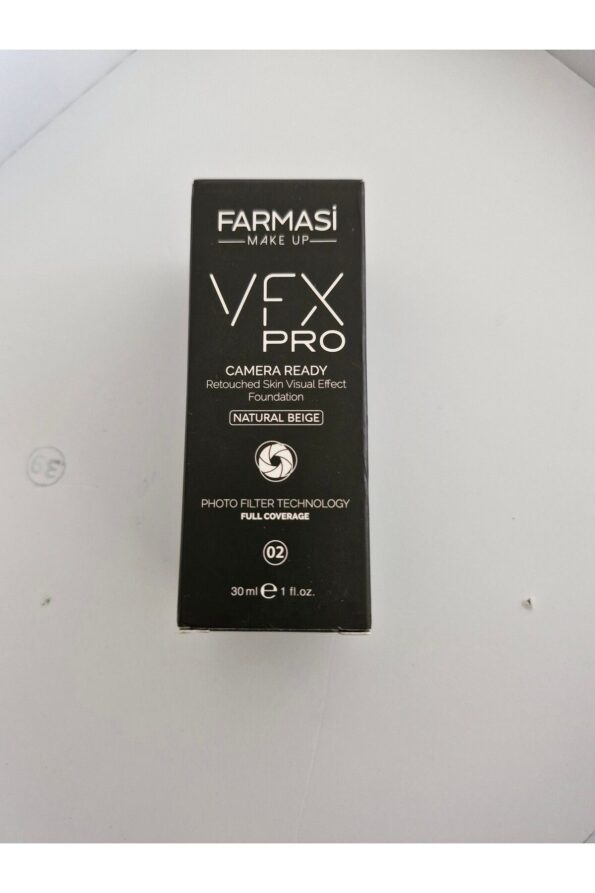 FARMASİ
MAKE UP
VFX
PRO
CAMERA READY
Retouched Skin Visual Effect
Foundation
NATURAL BEIGE
PHOTO FILTER TECHNOLOGY
FULL COVERAGE
02
30 ml ℮ 1 fl.oz.